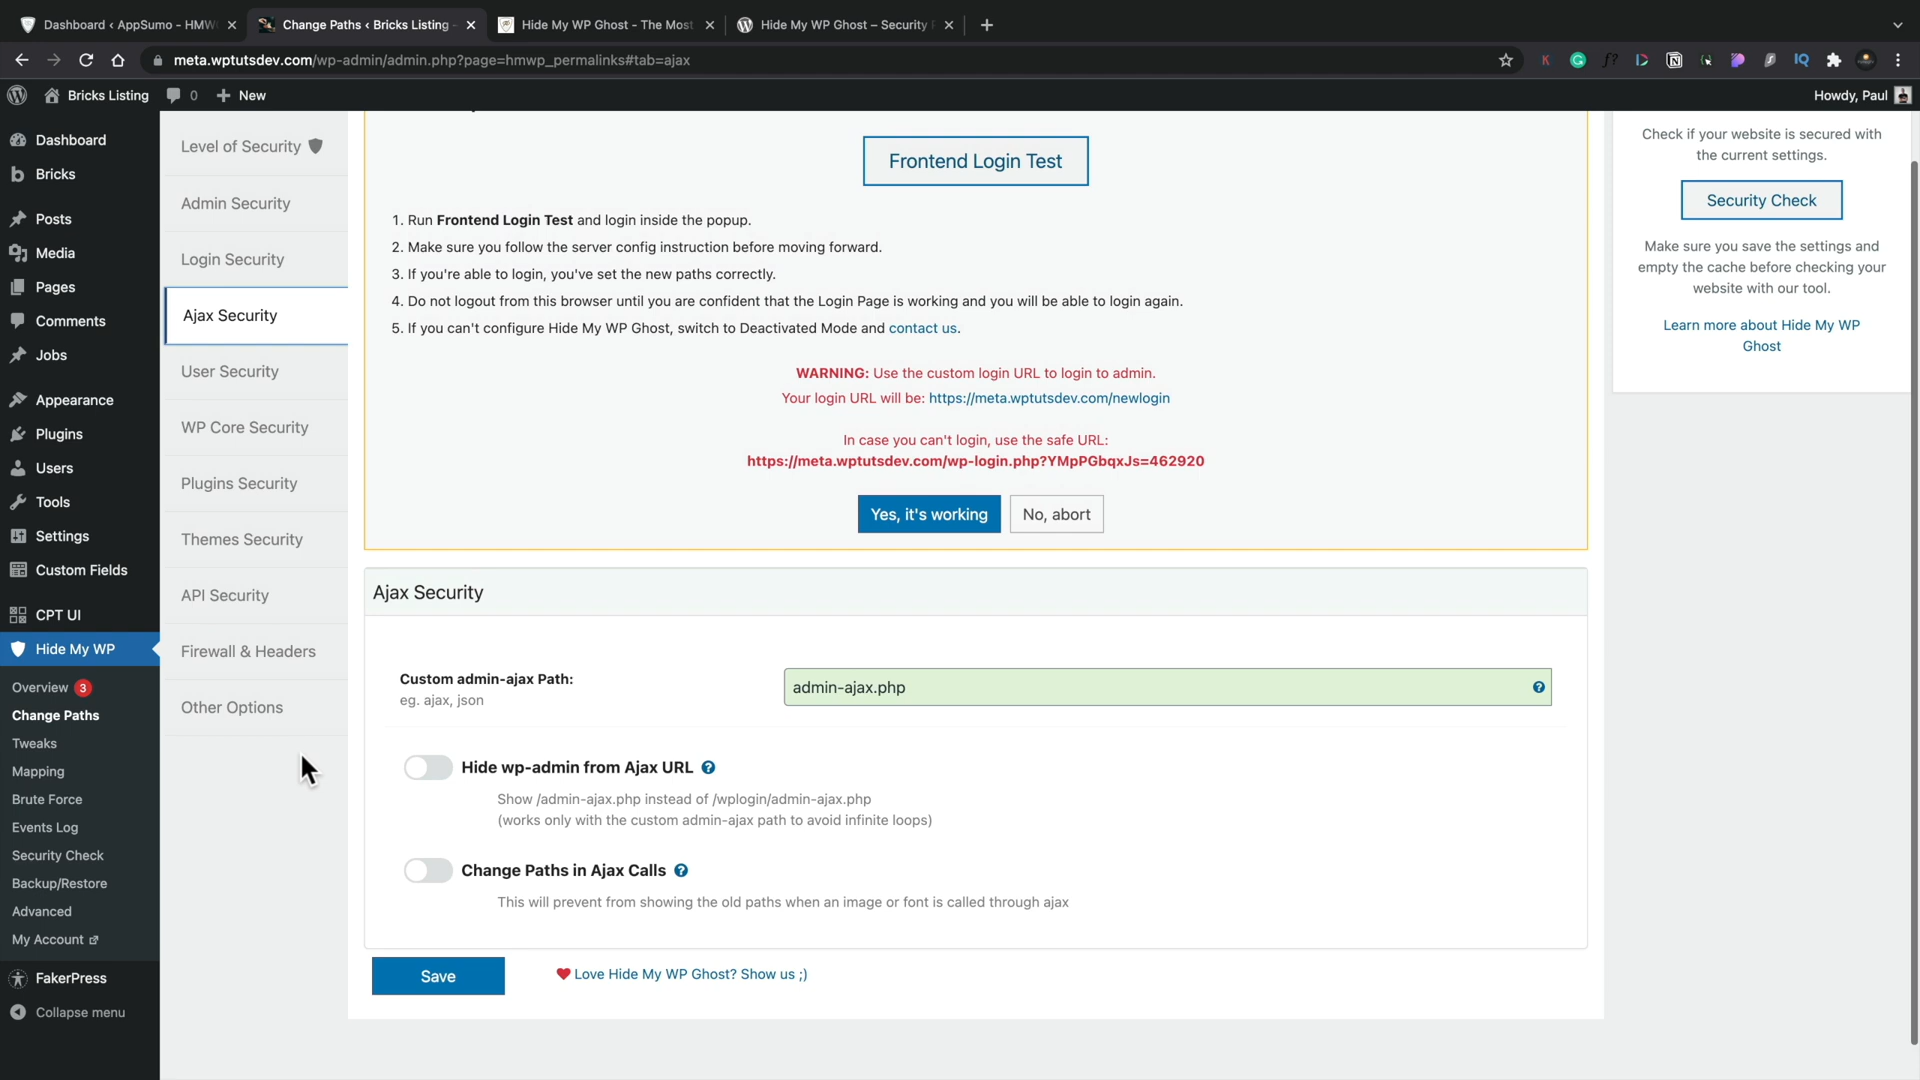 Dashboard ‹ AppSumo - HMW
Change Paths ‹ Bricks Listing -
Hide My WP Ghost - The Most
Hide My WP Ghost – Security
meta.wptutsdev.com/wp-admin/admin.php?page=hmwp_permalinks#tab=ajax
Bricks Listing
0
New
Howdy, Paul
Dashboard
Bricks
Posts
Media
Pages
Comments
Jobs
Appearance
Plugins
Users
Tools
Settings
Custom Fields
CPT UI
Hide My WP
Overview 3
Change Paths
Tweaks
Mapping
Brute Force
Events Log
Security Check
Backup/Restore
Advanced
My Account
FakerPress
Collapse menu
Level of Security
Admin Security
Login Security
Ajax Security
User Security
WP Core Security
Plugins Security
Themes Security
API Security
Firewall & Headers
Other Options
Frontend Login Test
1. Run Frontend Login Test and login inside the popup.
2. Make sure you follow the server config instruction before moving forward.
3. If you're able to login, you've set the new paths correctly.
4. Do not logout from this browser until you are confident that the Login Page is working and you will be able to login again.
5. If you can't configure Hide My WP Ghost, switch to Deactivated Mode and contact us.
WARNING: Use the custom login URL to login to admin.
Your login URL will be: https://meta.wptutsdev.com/newlogin
In case you can't login, use the safe URL:
https://meta.wptutsdev.com/wp-login.php?YMpPGbqxJs=462920
Yes, it's working
No, abort
Ajax Security
Custom admin-ajax Path:
eg. ajax, json
admin-ajax.php
Hide wp-admin from Ajax URL
Show /admin-ajax.php instead of /wplogin/admin-ajax.php
(works only with the custom admin-ajax path to avoid infinite loops)
Change Paths in Ajax Calls
This will prevent from showing the old paths when an image or font is called through ajax
Save
Love Hide My WP Ghost? Show us ;)
Check if your website is secured with
the current settings.
Security Check
Make sure you save the settings and
empty the cache before checking your
website with our tool.
Learn more about Hide My WP
Ghost